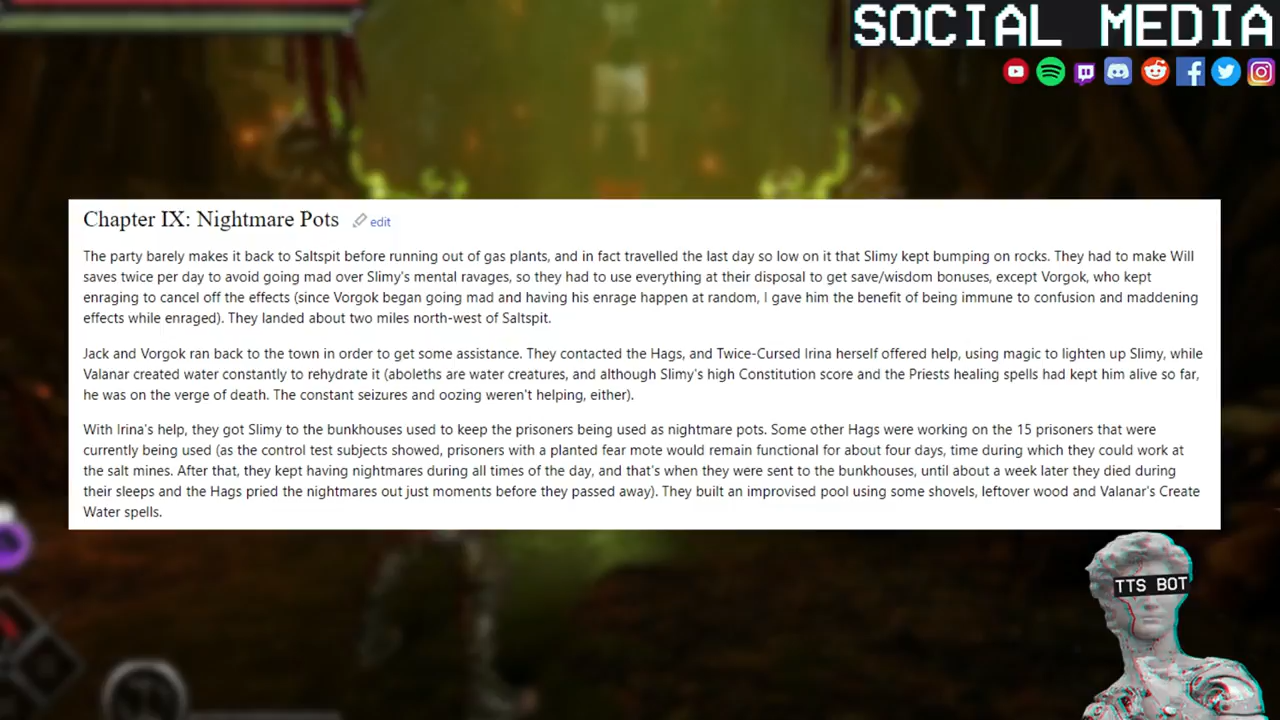 SOCIAL MEDIA
Chapter IX: Nightmare Pots edit
The party barely makes it back to Saltspit before running out of gas plants, and in fact travelled the last day so low on it that Slimy kept bumping on rocks. They had to make Will
saves twice per day to avoid going mad over Slimy's mental ravages, so they had to use everything at their disposal to get save/wisdom bonuses, except Vorgok, who kept
enraging to cancel off the effects (since Vorgok began going mad and having his enrage happen at random, I gave him the benefit of being immune to confusion and maddening
effects while enraged). They landed about two miles north-west of Saltspit.
Jack and Vorgok ran back to the town in order to get some assistance. They contacted the Hags, and Twice-Cursed Irina herself offered help, using magic to lighten up Slimy, while
Valanar created water constantly to rehydrate it (aboleths are water creatures, and although Slimy's high Constitution score and the Priests healing spells had kept him alive so far,
he was on the verge of death. The constant seizures and oozing weren't helping, either).
With Irina's help, they got Slimy to the bunkhouses used to keep the prisoners being used as nightmare pots. Some other Hags were working on the 15 prisoners that were
currently being used (as the control test subjects showed, prisoners with a planted fear mote would remain functional for about four days, time during which they could work at
the salt mines. After that, they kept having nightmares during all times of the day, and that's when they were sent to the bunkhouses, until about a week later they died during
their sleeps and the Hags pried the nightmares out just moments before they passed away). They built an improvised pool using some shovels, leftover wood and Valanar's Create
Water spells.
TTS BOT